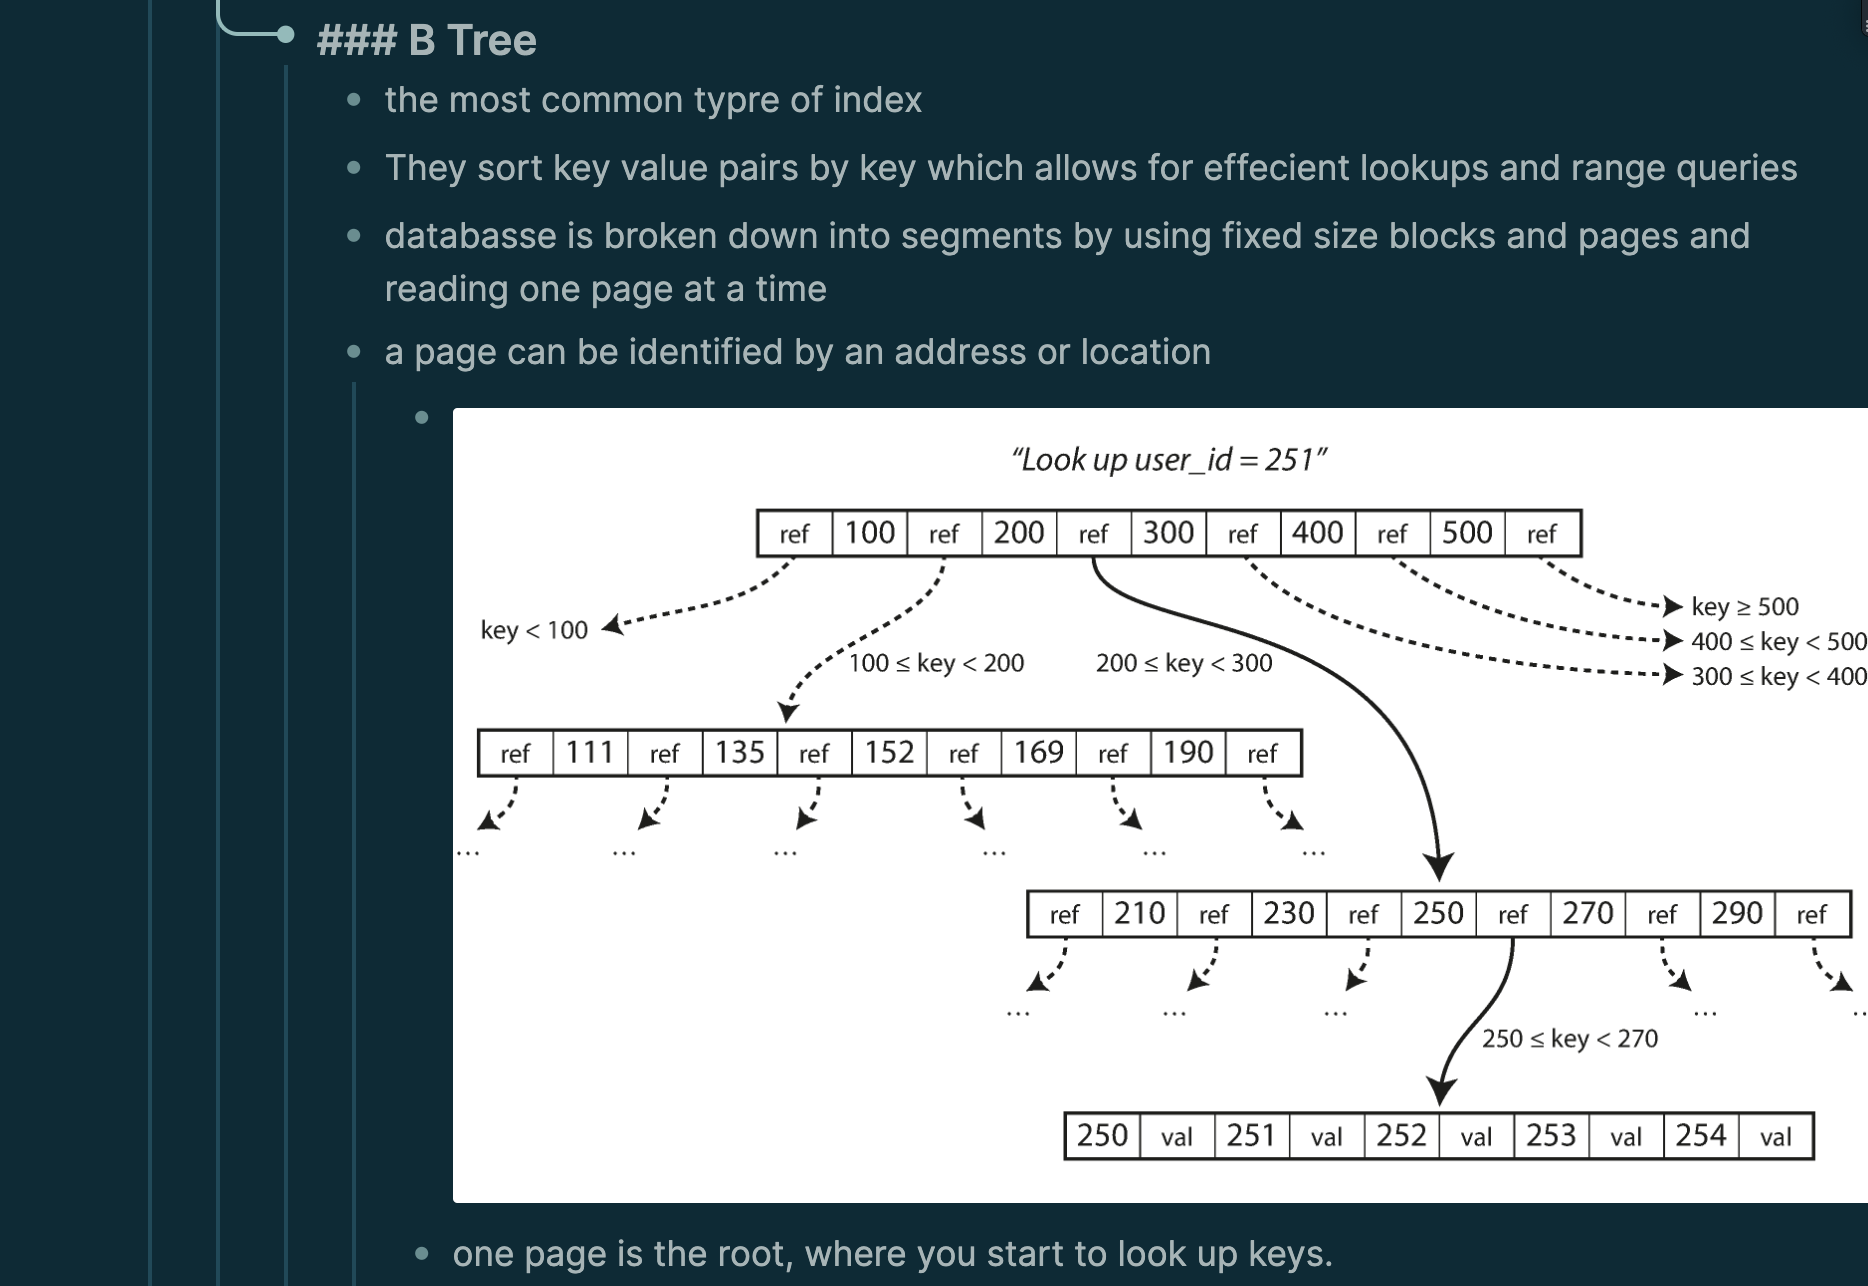 ### B Tree
the most common typre of index
They sort key value pairs by key which allows for effecient lookups and range queries
databasse is broken down into segments by using fixed size blocks and pages and
reading one page at a time
a page can be identified by an address or location
“Look up user_id = 251”
ref 100 ref 200 ref 300 ref 400 ref 500 ref
key < 100
key ≥ 500
400 ≤ key < 500
300 ≤ key < 400
100 ≤ key < 200
200 ≤ key < 300
ref 111 ref 135 ref 152 ref 169 ref 190 ref
... ... ... ... ... ...
ref 210 ref 230 ref 250 ref 270 ref 290 ref
... ... ... ... ..
250 ≤ key < 270
250 val 251 val 252 val 253 val 254 val
one page is the root, where you start to look up keys.